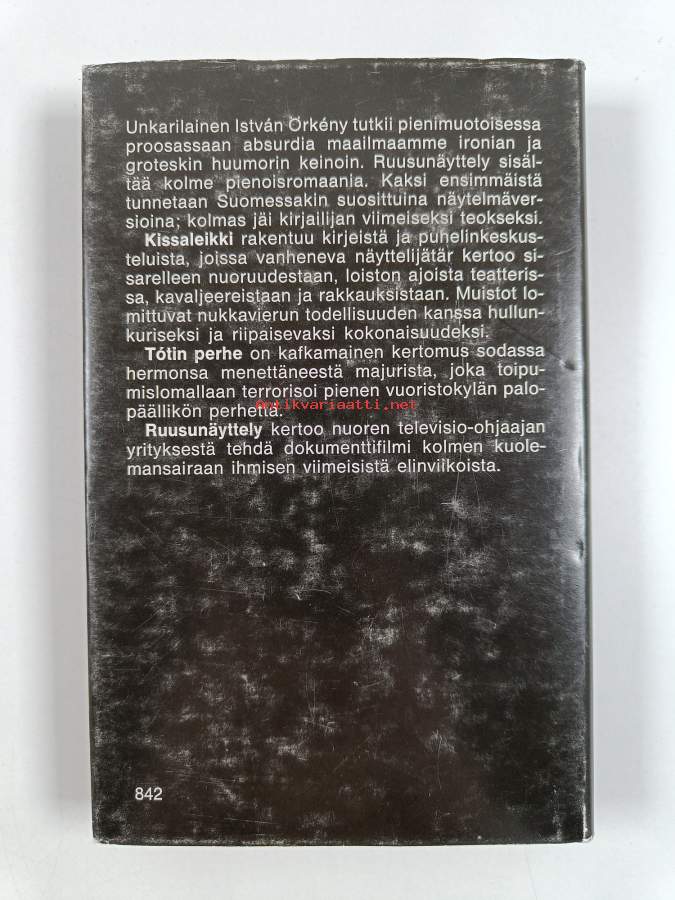 Unkarilainen István Örkény tutkii pienimuotoisessa
proosassaan absurdia maailmaamme ironian ja
groteskin huumorin keinoin. Ruusunäyttely sisäl-
tää kolme pienoisromaania. Kaksi ensimmäistä
tunnetaan Suomessakin suosittuina näytelmäver-
sioina; kolmas jäi kirjailijan viimeiseksi teokseksi.
Kissaleikki rakentuu kirjeistä ja puhelinkeskus-
teluista, joissa vanheneva näyttelijätär kertoo si-
sarelleen nuoruudestaan, loiston ajoista teatteris-
sa, kavaljeereistaan ja rakkauksistaan. Muistot lo-
mittuvat nukkavierun todellisuuden kanssa hullun-
kuriseksi ja riipaisevaksi kokonaisuudeksi.
Tótin perhe on kafkamainen kertomus sodassa
hermonsa menettäneestä majurista, joka toipu-
mislomallaan terrorisoi pienen vuoristokylän palo-
päällikön perhettä.
Antikvariaatti.net
Ruusunäyttely kertoo nuoren televisio-ohjaajan
yrityksestä tehdä dokumenttifilmi kolmen kuole-
mansairaan ihmisen viimeisistä elinviikoista.
842